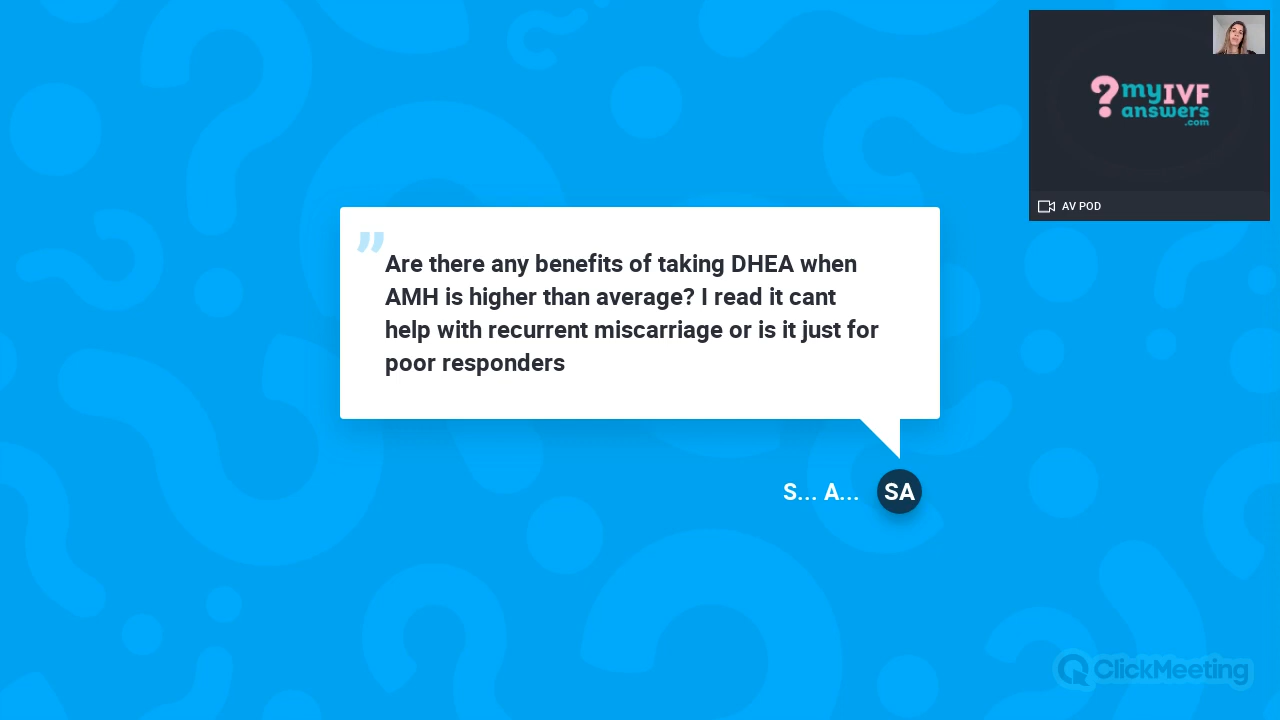 myIVF
answers
.com
AV POD
Are there any benefits of taking DHEA when
AMH is higher than average? I read it cant
help with recurrent miscarriage or is it just for
poor responders
S... A... SA
ClickMeeting